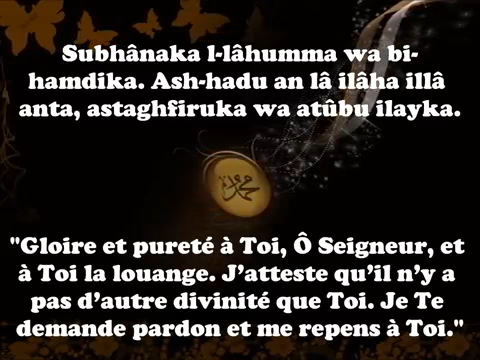 Subhânaka l-lâhumma wa bi-
hamdika. Ash-hadu an lâ ilâha illâ
anta, astaghfiruka wa atûbu ilayka.
محمد
"Gloire et pureté à Toi, Ô Seigneur, et
à Toi la louange. J’atteste qu’il n’y a
pas d’autre divinité que Toi. Je Te
demande pardon et me repens à Toi."